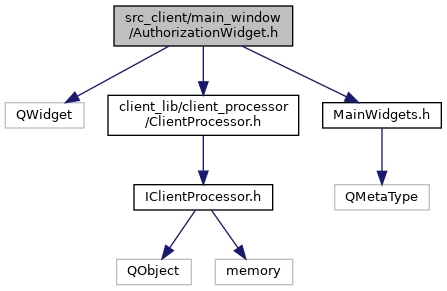 src_client/main_window
/AuthorizationWidget.h
QWidget
client_lib/client_processor
/ClientProcessor.h
MainWidgets.h
IClientProcessor.h
QMetaType
QObject
memory